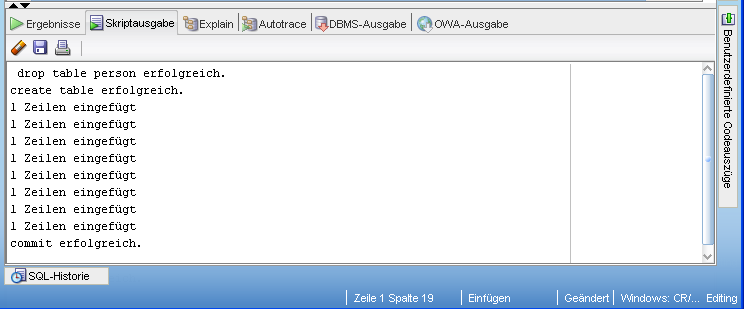 Ergebnisse Skriptausgabe Explain Autotrace DBMS-Ausgabe OWA-Ausgabe
drop table person erfolgreich.
create table erfolgreich.
1 Zeilen eingefügt
1 Zeilen eingefügt
1 Zeilen eingefügt
1 Zeilen eingefügt
1 Zeilen eingefügt
1 Zeilen eingefügt
1 Zeilen eingefügt
1 Zeilen eingefügt
commit erfolgreich.
Benutzerdefinierte Codeauszüge
SQL-Historie
Zeile 1 Spalte 19 Einfügen Geändert Windows: CR/... Editing